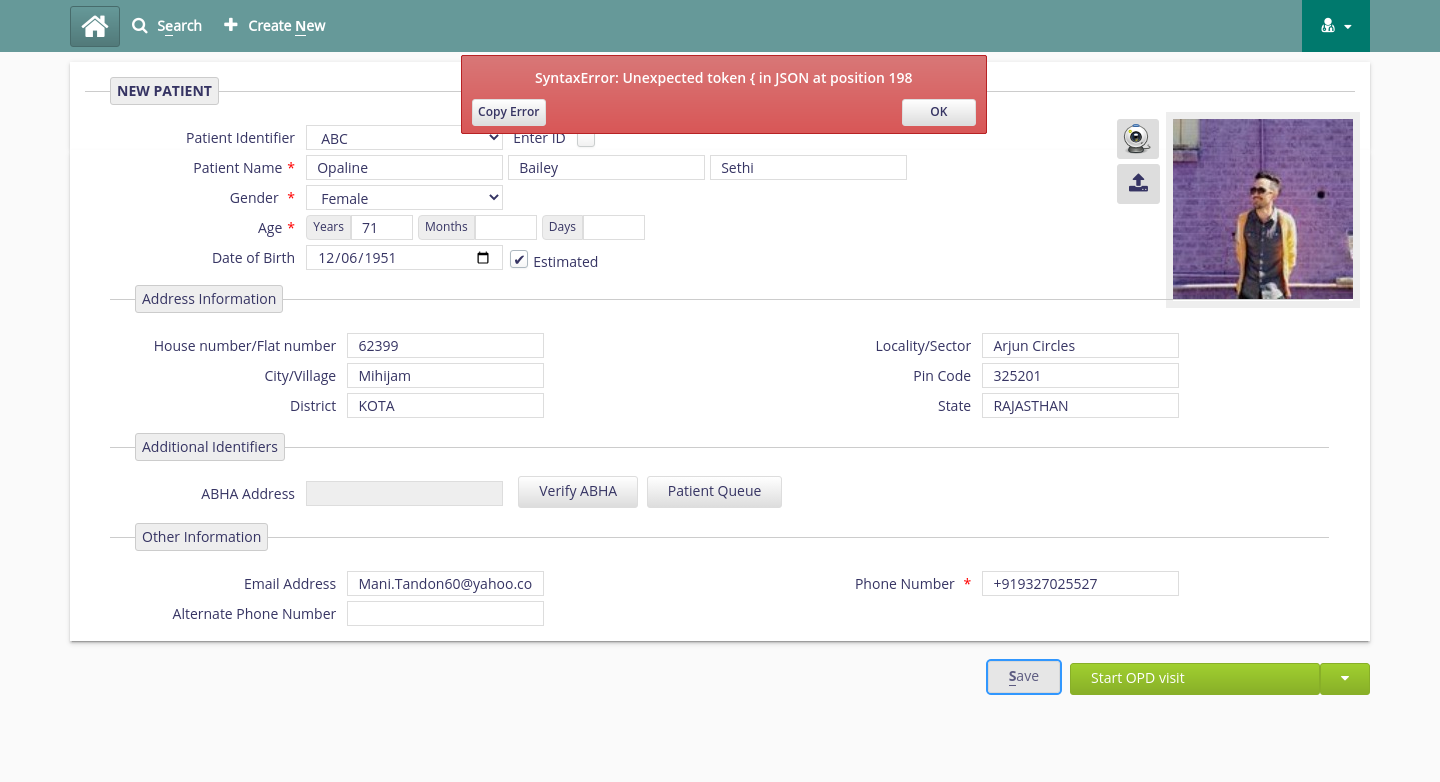 Search Create New
SyntaxError: Unexpected token { in JSON at position 198
Copy Error OK
NEW PATIENT
Patient Identifier ABC Enter ID
Patient Name * Opaline Bailey Sethi
Gender * Female
Age * Years 71 Months Days
Date of Birth 12/06/1951 ✔ Estimated
Address Information
House number/Flat number 62399 Locality/Sector Arjun Circles
City/Village Mihijam Pin Code 325201
District KOTA State RAJASTHAN
Additional Identifiers
ABHA Address Verify ABHA Patient Queue
Other Information
Email Address Mani.Tandon60@yahoo.co Phone Number * +919327025527
Alternate Phone Number
Save Start OPD visit